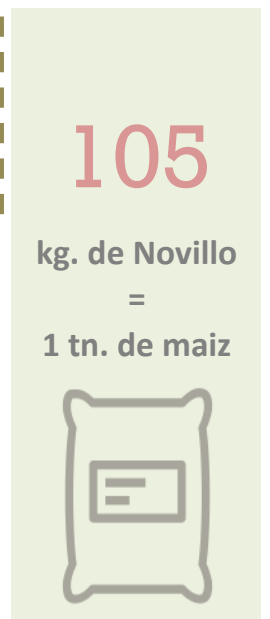 105
kg. de Novillo
=
1 tn. de maiz